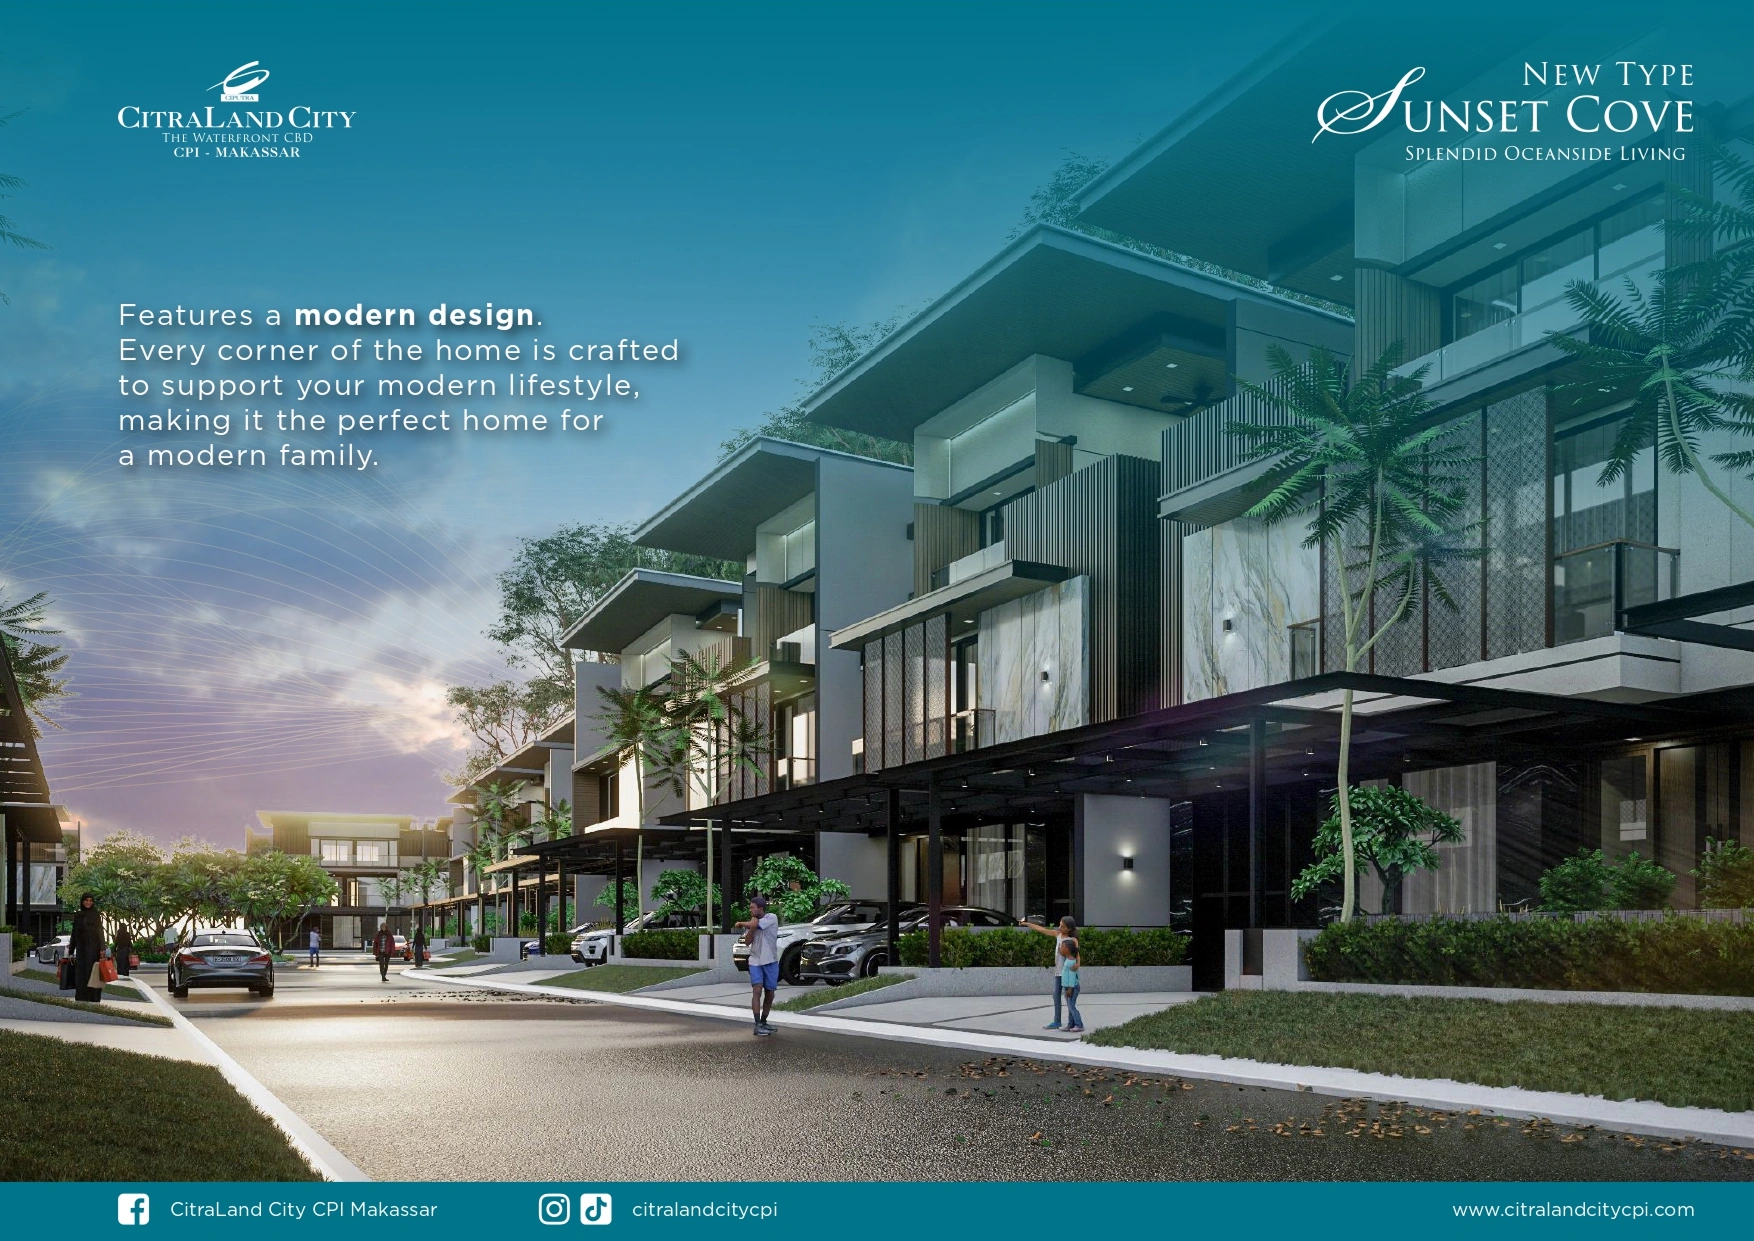 CIPUTRA
CITRALAND CITY
THE WATERFRONT CBD
CPI - MAKASSAR
NEW TYPE
SUNSET COVE
SPLENDID OCEANSIDE LIVING
Features a modern design.
Every corner of the home is crafted
to support your modern lifestyle,
making it the perfect home for
a modern family.
CitraLand City CPI Makassar
citralandcitycpi
www.citralandcitycpi.com